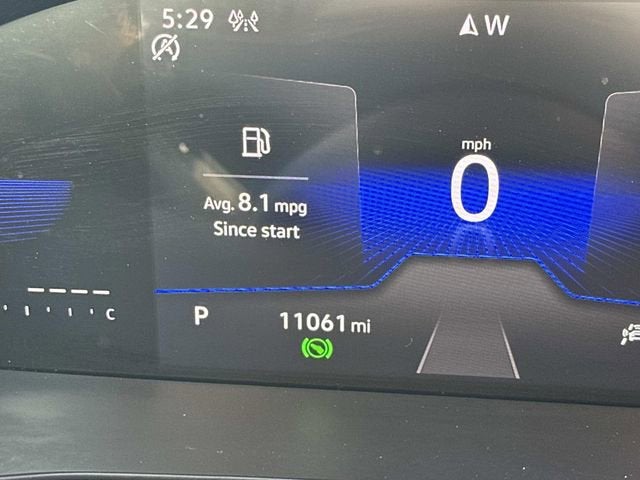 5:29
W
mph
0
Avg. 8.1 mpg
Since start
C
P
11061 mi